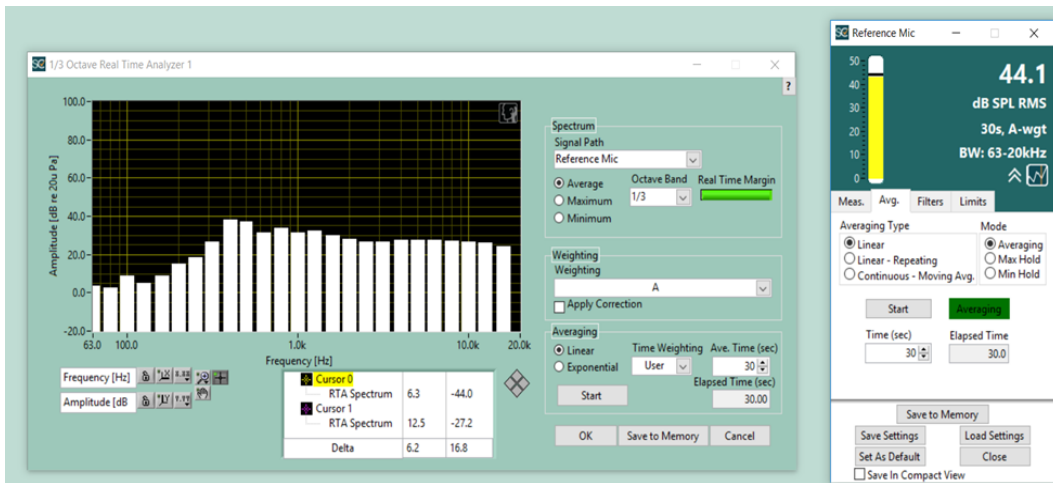 1/3 Octave Real Time Analyzer 1
?
100.0
80.0
60.0
40.0
20.0
0.0
-20.0
Amplitude [dB re 20u Pa]
63.0 100.0 1.0k 10.0k 20.0k
Frequency [Hz]
Frequency [Hz]
Amplitude [dB
Cursor 0
RTA Spectrum 6.3 -44.0
Cursor 1
RTA Spectrum 12.5 -27.2
Delta 6.2 16.8
Spectrum
Signal Path
Reference Mic
Average
Maximum
Minimum
Octave Band
1/3
Real Time Margin
Weighting
Weighting
A
Apply Correction
Averaging
Linear
Exponential
Time Weighting
User
Ave. Time (sec)
30
Elapsed Time (sec)
30.00
Start
OK Save to Memory Cancel
Reference Mic
50
40
30
20
10
0
44.1
dB SPL RMS
30s, A-wgt
BW: 63-20kHz
Meas. Avg. Filters Limits
Averaging Type
Linear
Linear - Repeating
Continuous - Moving Avg.
Mode
Averaging
Max Hold
Min Hold
Start Averaging
Time (sec) Elapsed Time
30 30.0
Save to Memory
Save Settings Load Settings
Set As Default Close
Save In Compact View